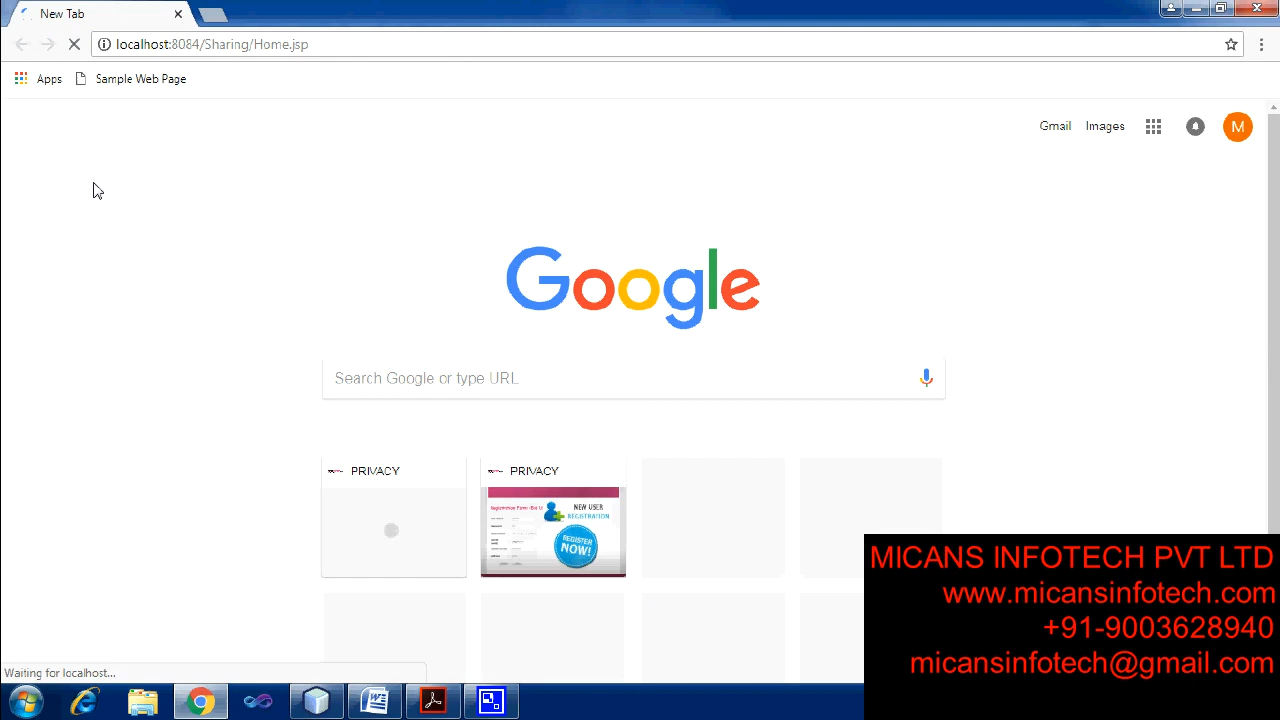 New Tab
localhost:8084/Sharing/Home.jsp
Apps Sample Web Page
Gmail Images M
Google
Search Google or type URL
PRIVACY PRIVACY
NEW USER
REGISTRATION
REGISTER
NOW!
Waiting for localhost...
MICANS INFOTECH PVT LTD
www.micansinfotech.com
+91-9003628940
micansinfotech@gmail.com